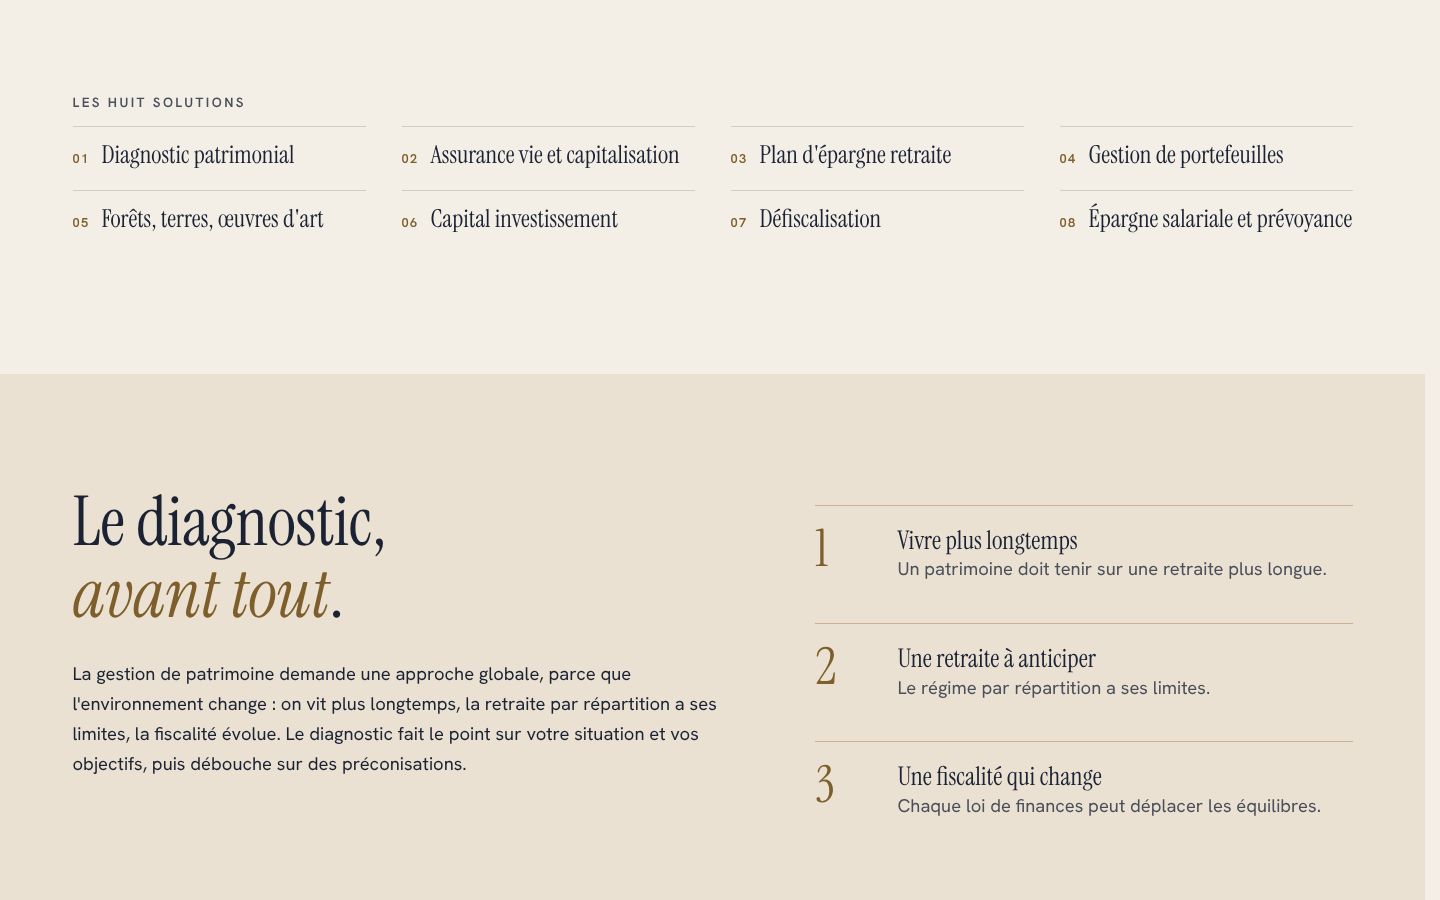 LES HUIT SOLUTIONS
01 Diagnostic patrimonial
02 Assurance vie et capitalisation
03 Plan d'épargne retraite
04 Gestion de portefeuilles
05 Forêts, terres, œuvres d'art
06 Capital investissement
07 Défiscalisation
08 Épargne salariale et prévoyance
Le diagnostic,
avant tout.
La gestion de patrimoine demande une approche globale, parce que
l'environnement change : on vit plus longtemps, la retraite par répartition a ses
limites, la fiscalité évolue. Le diagnostic fait le point sur votre situation et vos
objectifs, puis débouche sur des préconisations.
1 Vivre plus longtemps
Un patrimoine doit tenir sur une retraite plus longue.
2 Une retraite à anticiper
Le régime par répartition a ses limites.
3 Une fiscalité qui change
Chaque loi de finances peut déplacer les équilibres.